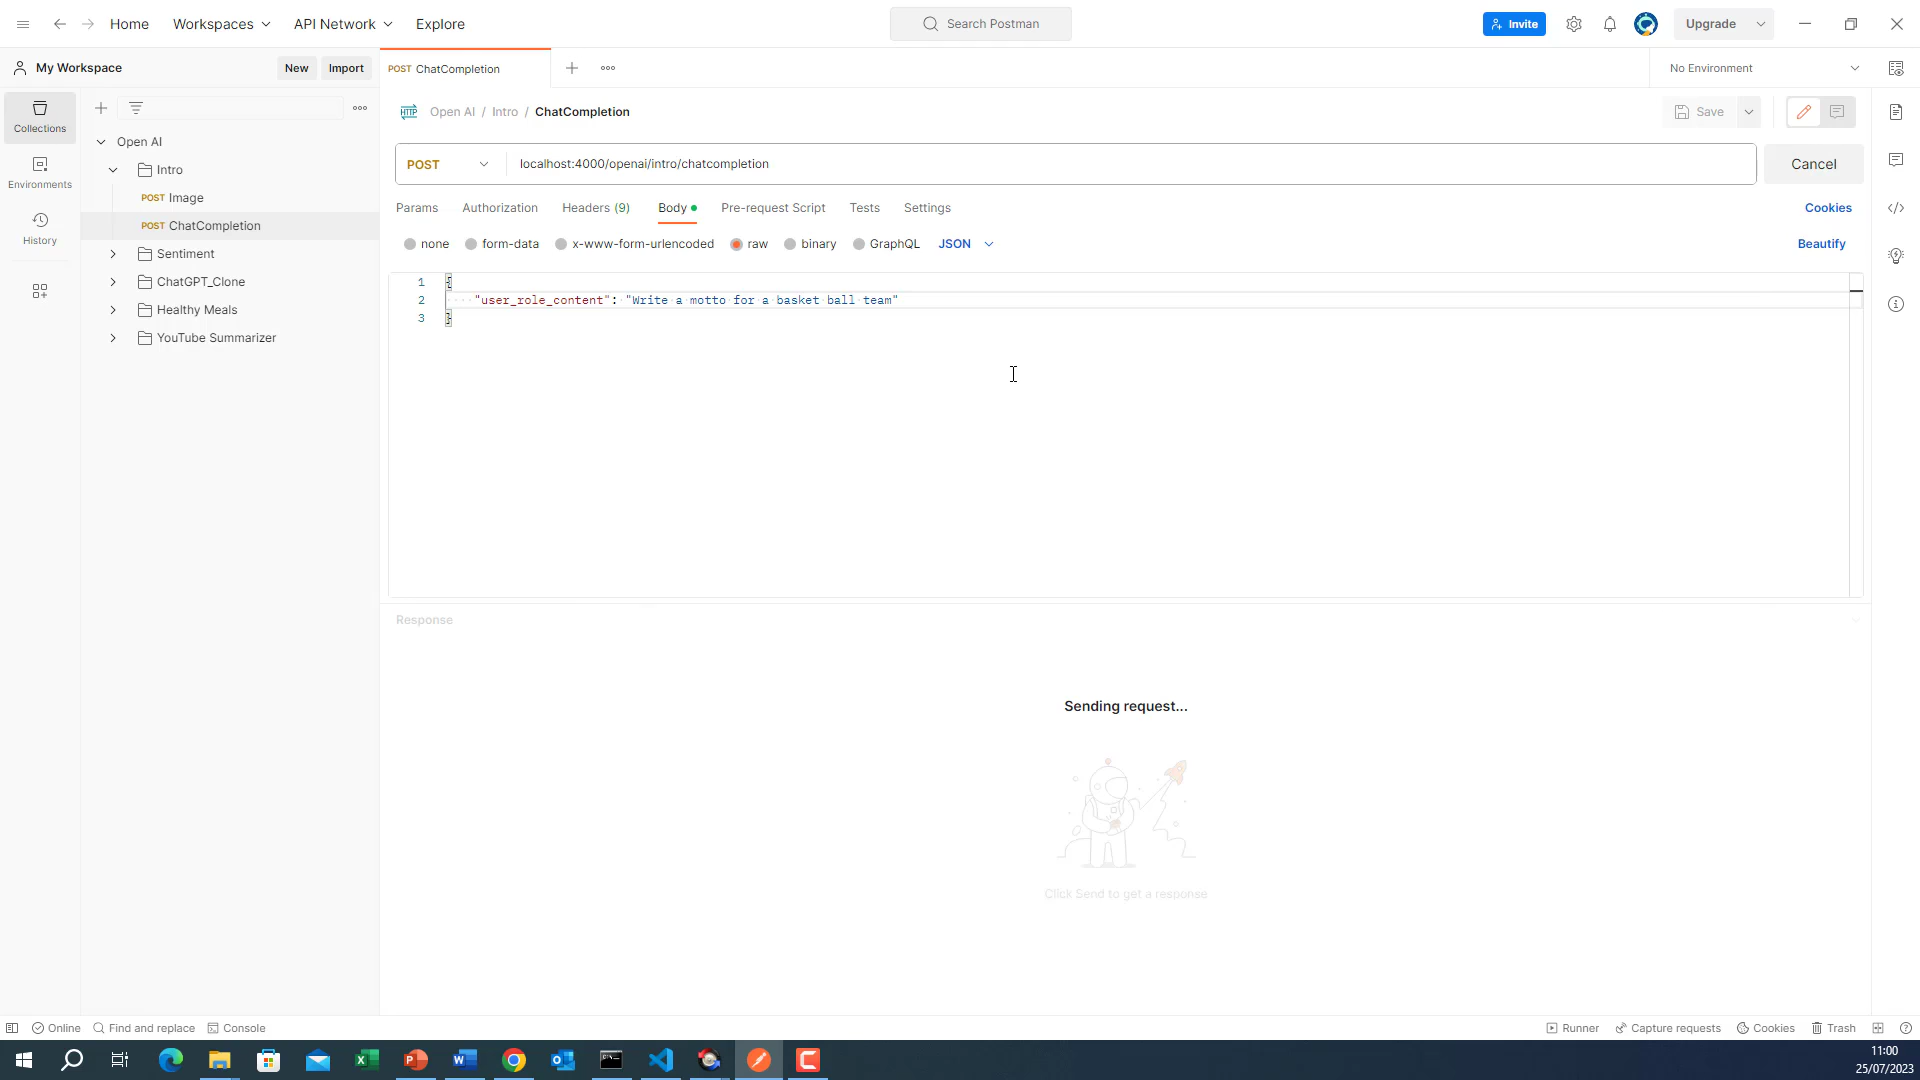 Home
Workspaces
API Network
Explore
Search Postman
Invite
Upgrade
My Workspace
New
Import
POST ChatCompletion
No Environment
Collections
Environments
History
Open AI
Intro
POST Image
POST ChatCompletion
Sentiment
ChatGPT_Clone
Healthy Meals
YouTube Summarizer
HTTP Open AI / Intro / ChatCompletion
Save
POST
localhost:4000/openai/intro/chatcompletion
Cancel
Params
Authorization
Headers (9)
Body
Pre-request Script
Tests
Settings
Cookies
none
form-data
x-www-form-urlencoded
raw
binary
GraphQL
JSON
Beautify
1 {
2 "user_role_content": "Write a motto for a basket ball team"
3 }
Response
Sending request...
Click Send to get a response
Online
Find and replace
Console
Runner
Capture requests
Cookies
Trash
11:00
25/07/2023